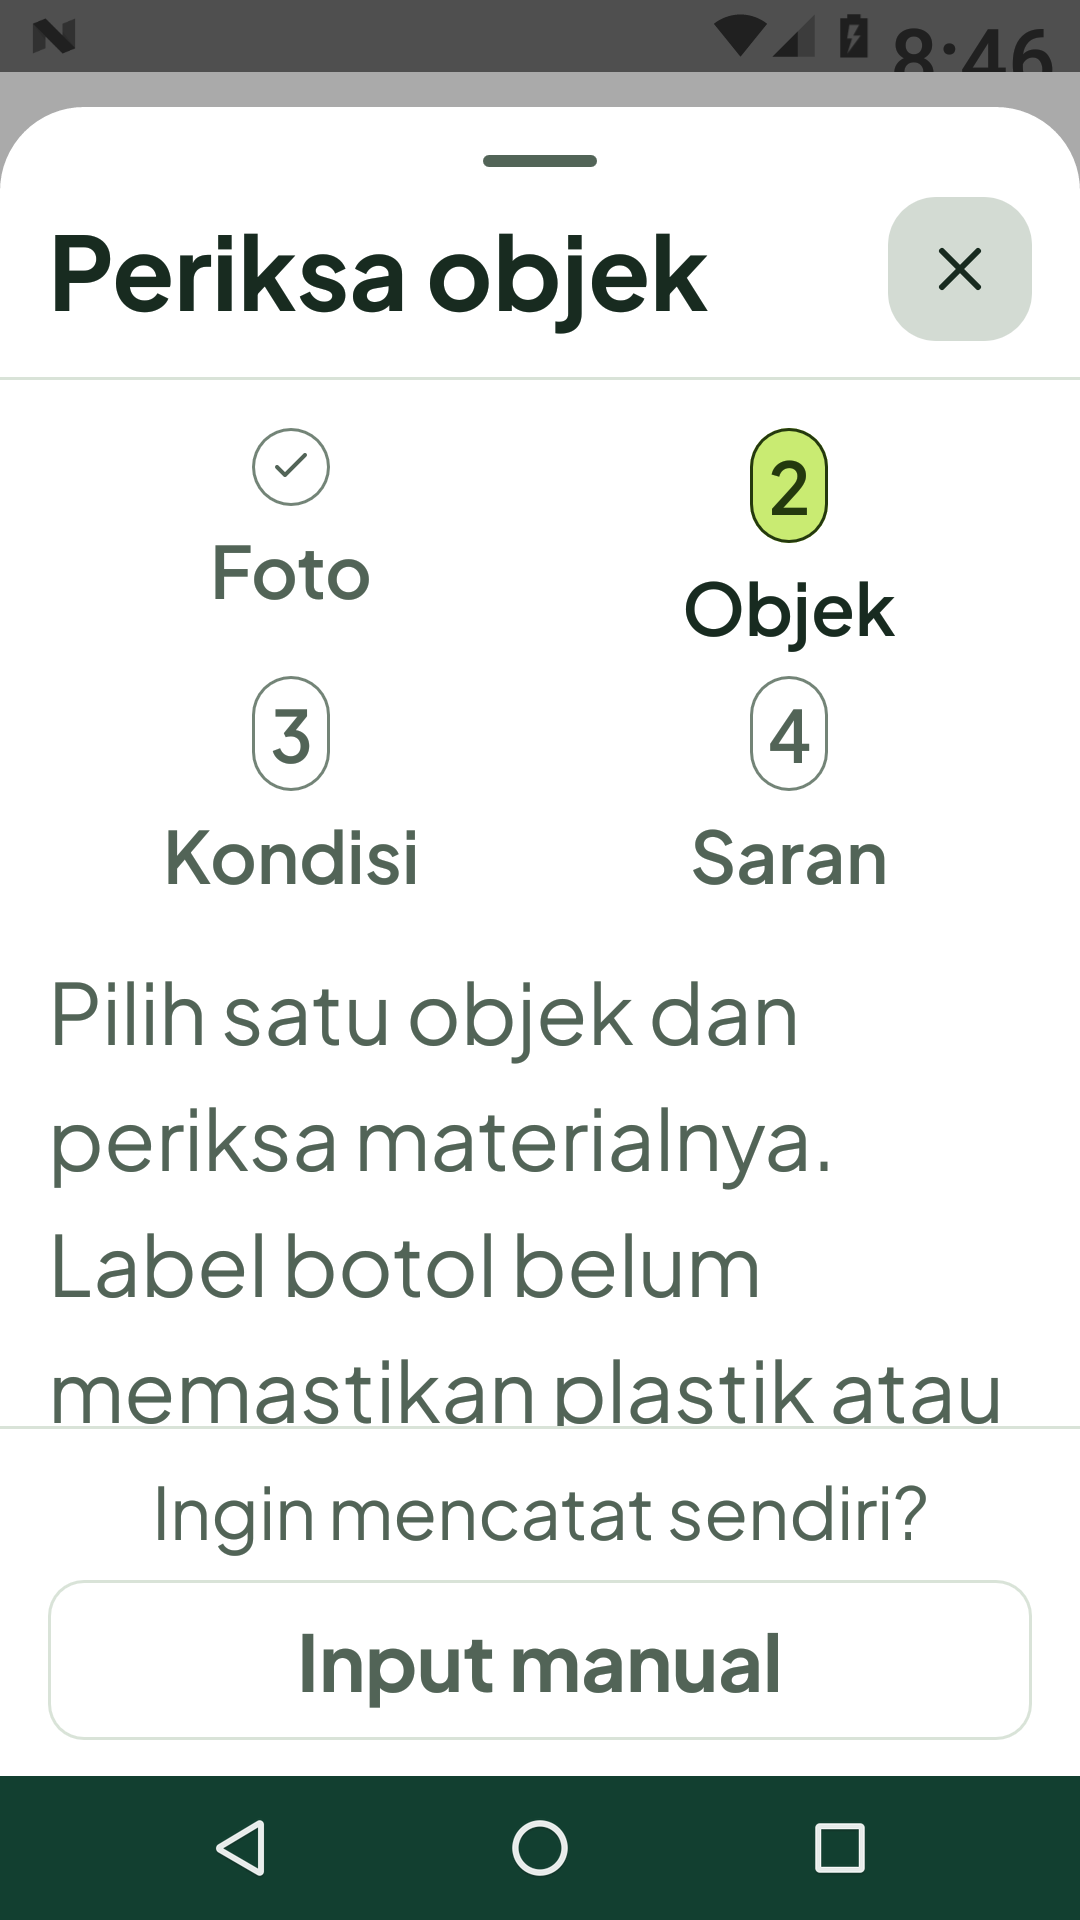 8:46
Periksa objek
Foto
2
Objek
3
Kondisi
4
Saran
Pilih satu objek dan
periksa materialnya.
Label botol belum
memastikan plastik atau
Ingin mencatat sendiri?
Input manual